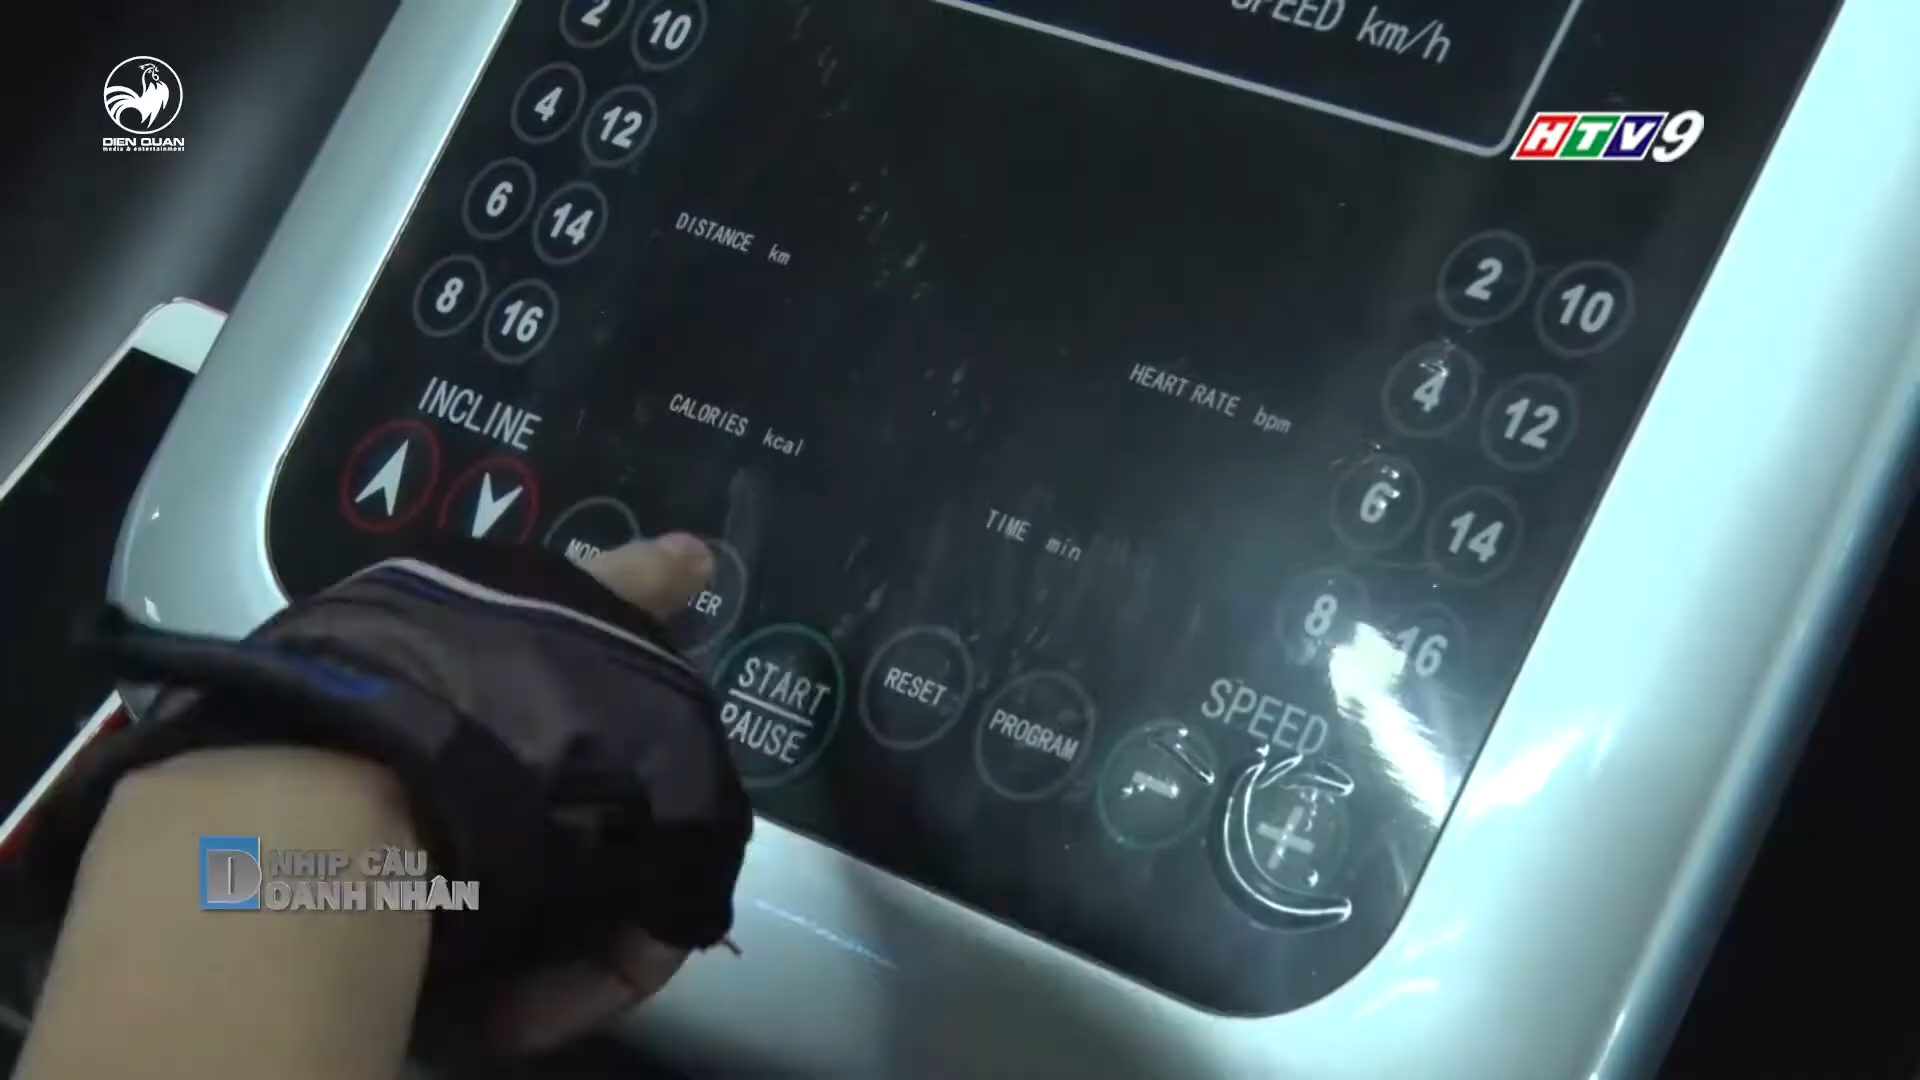 SPEED km/h
2 10
4 12
6 14
8 16
INCLINE
DISTANCE km
CALORIES kcal
HEART RATE bpm
TIME min
2 10
4 12
6 14
8 16
SPEED
START
PAUSE
RESET
PROGRAM
- +
DIEN QUAN
media & entertainment
HTV9
NHỊP CẦU
DOANH NHÂN